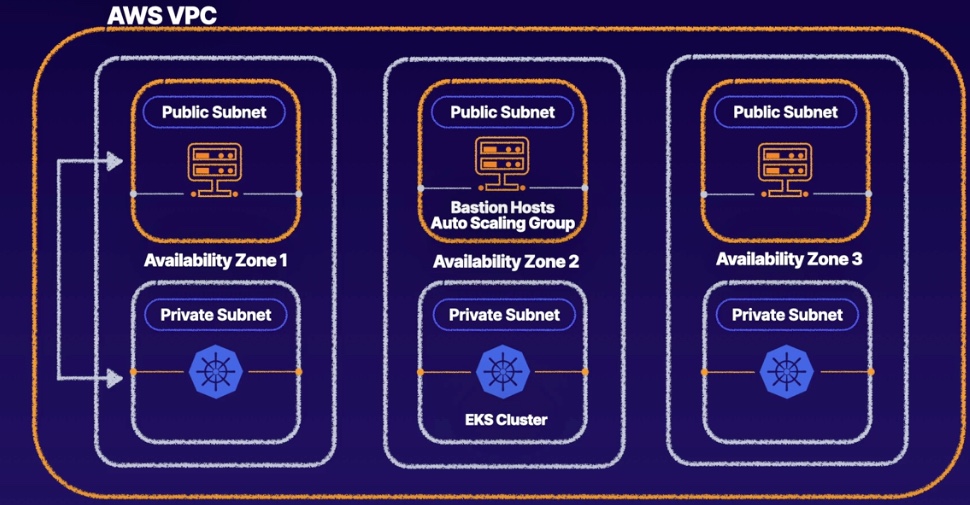 AWS VPC
Public Subnet
Public Subnet
Public Subnet
Bastion Hosts
Auto Scaling Group
Availability Zone 1
Availability Zone 2
Availability Zone 3
Private Subnet
Private Subnet
Private Subnet
EKS Cluster